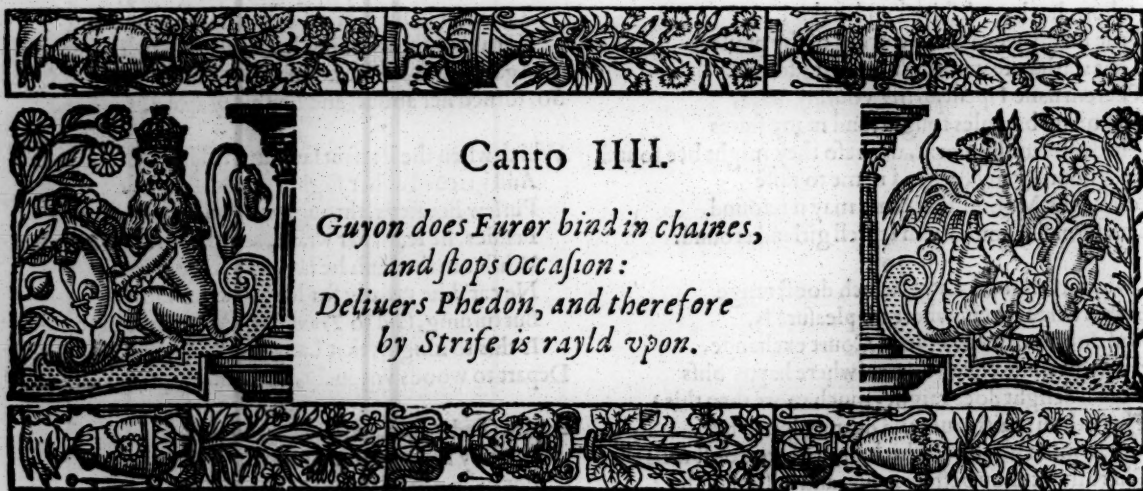 Canto IIII.
Guyon does Furor bind in chaines,
and ſtops Occaſion:
Deliuers Phedon, and therefore
by Strife is rayld vpon.